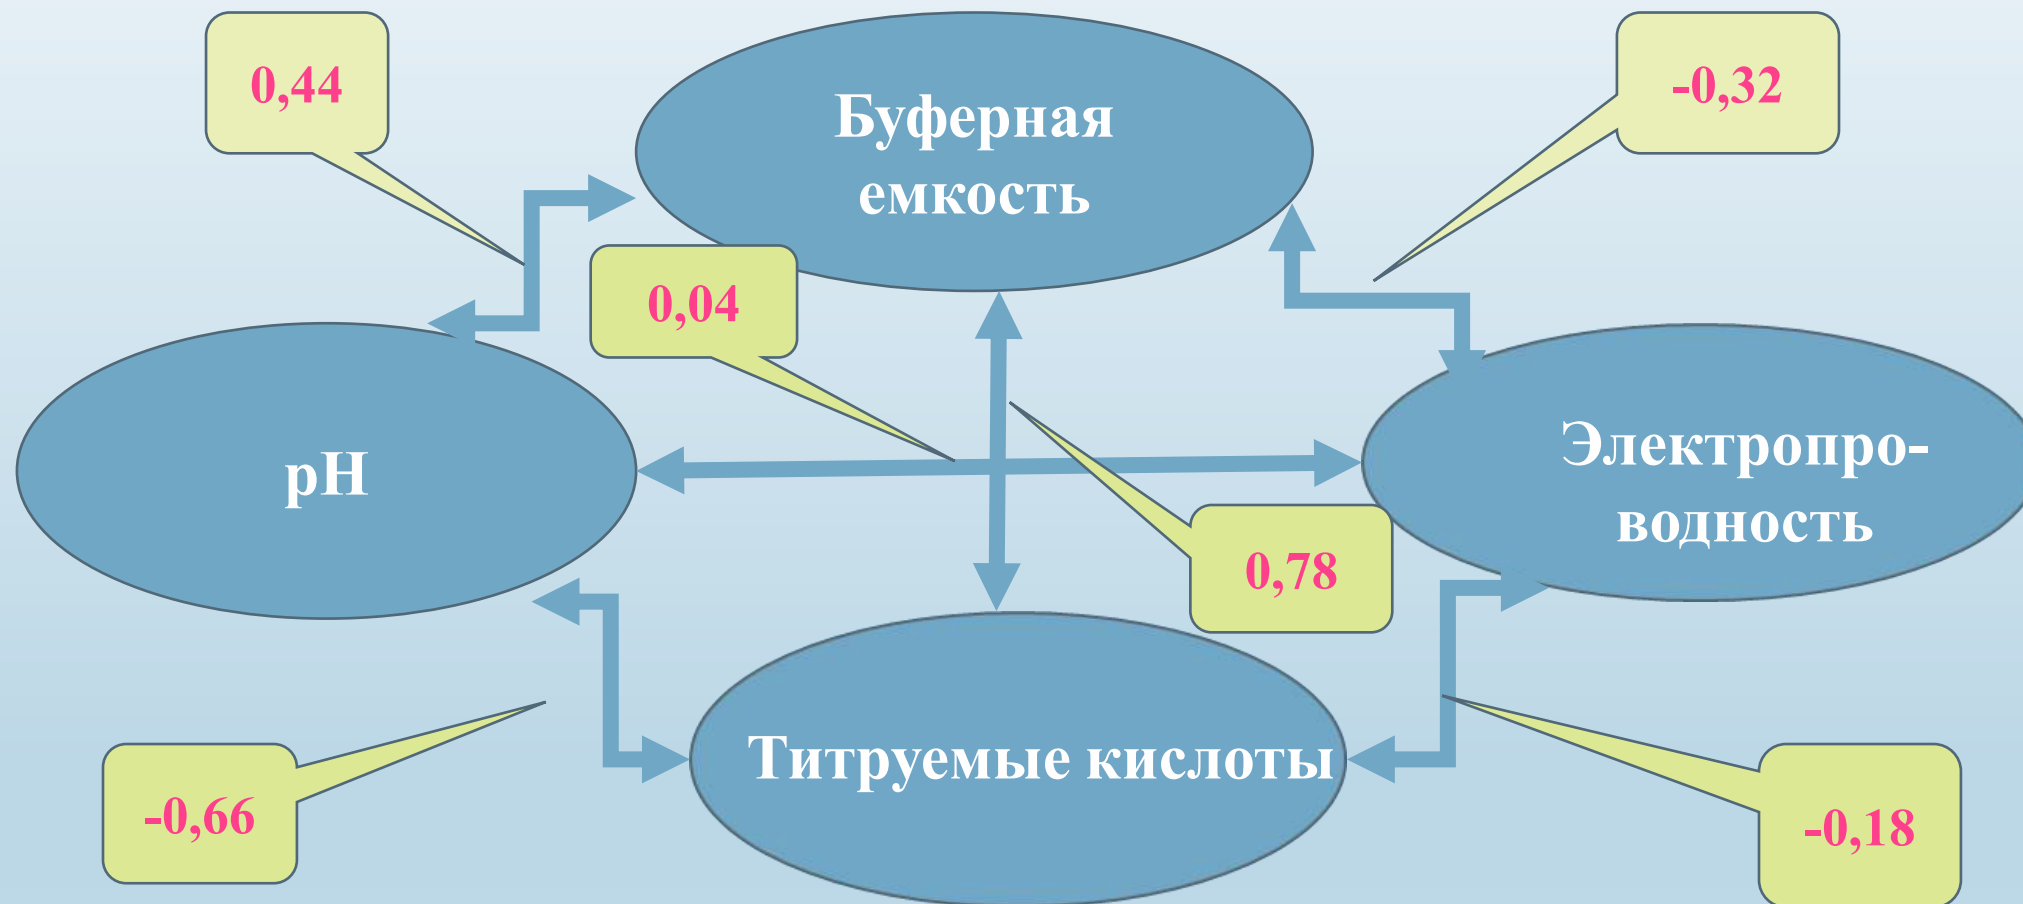 0,44
Буферная
емкость
-0,32
0,04
pH
Электропро-
водность
0,78
Титруемые кислоты
-0,66
-0,18